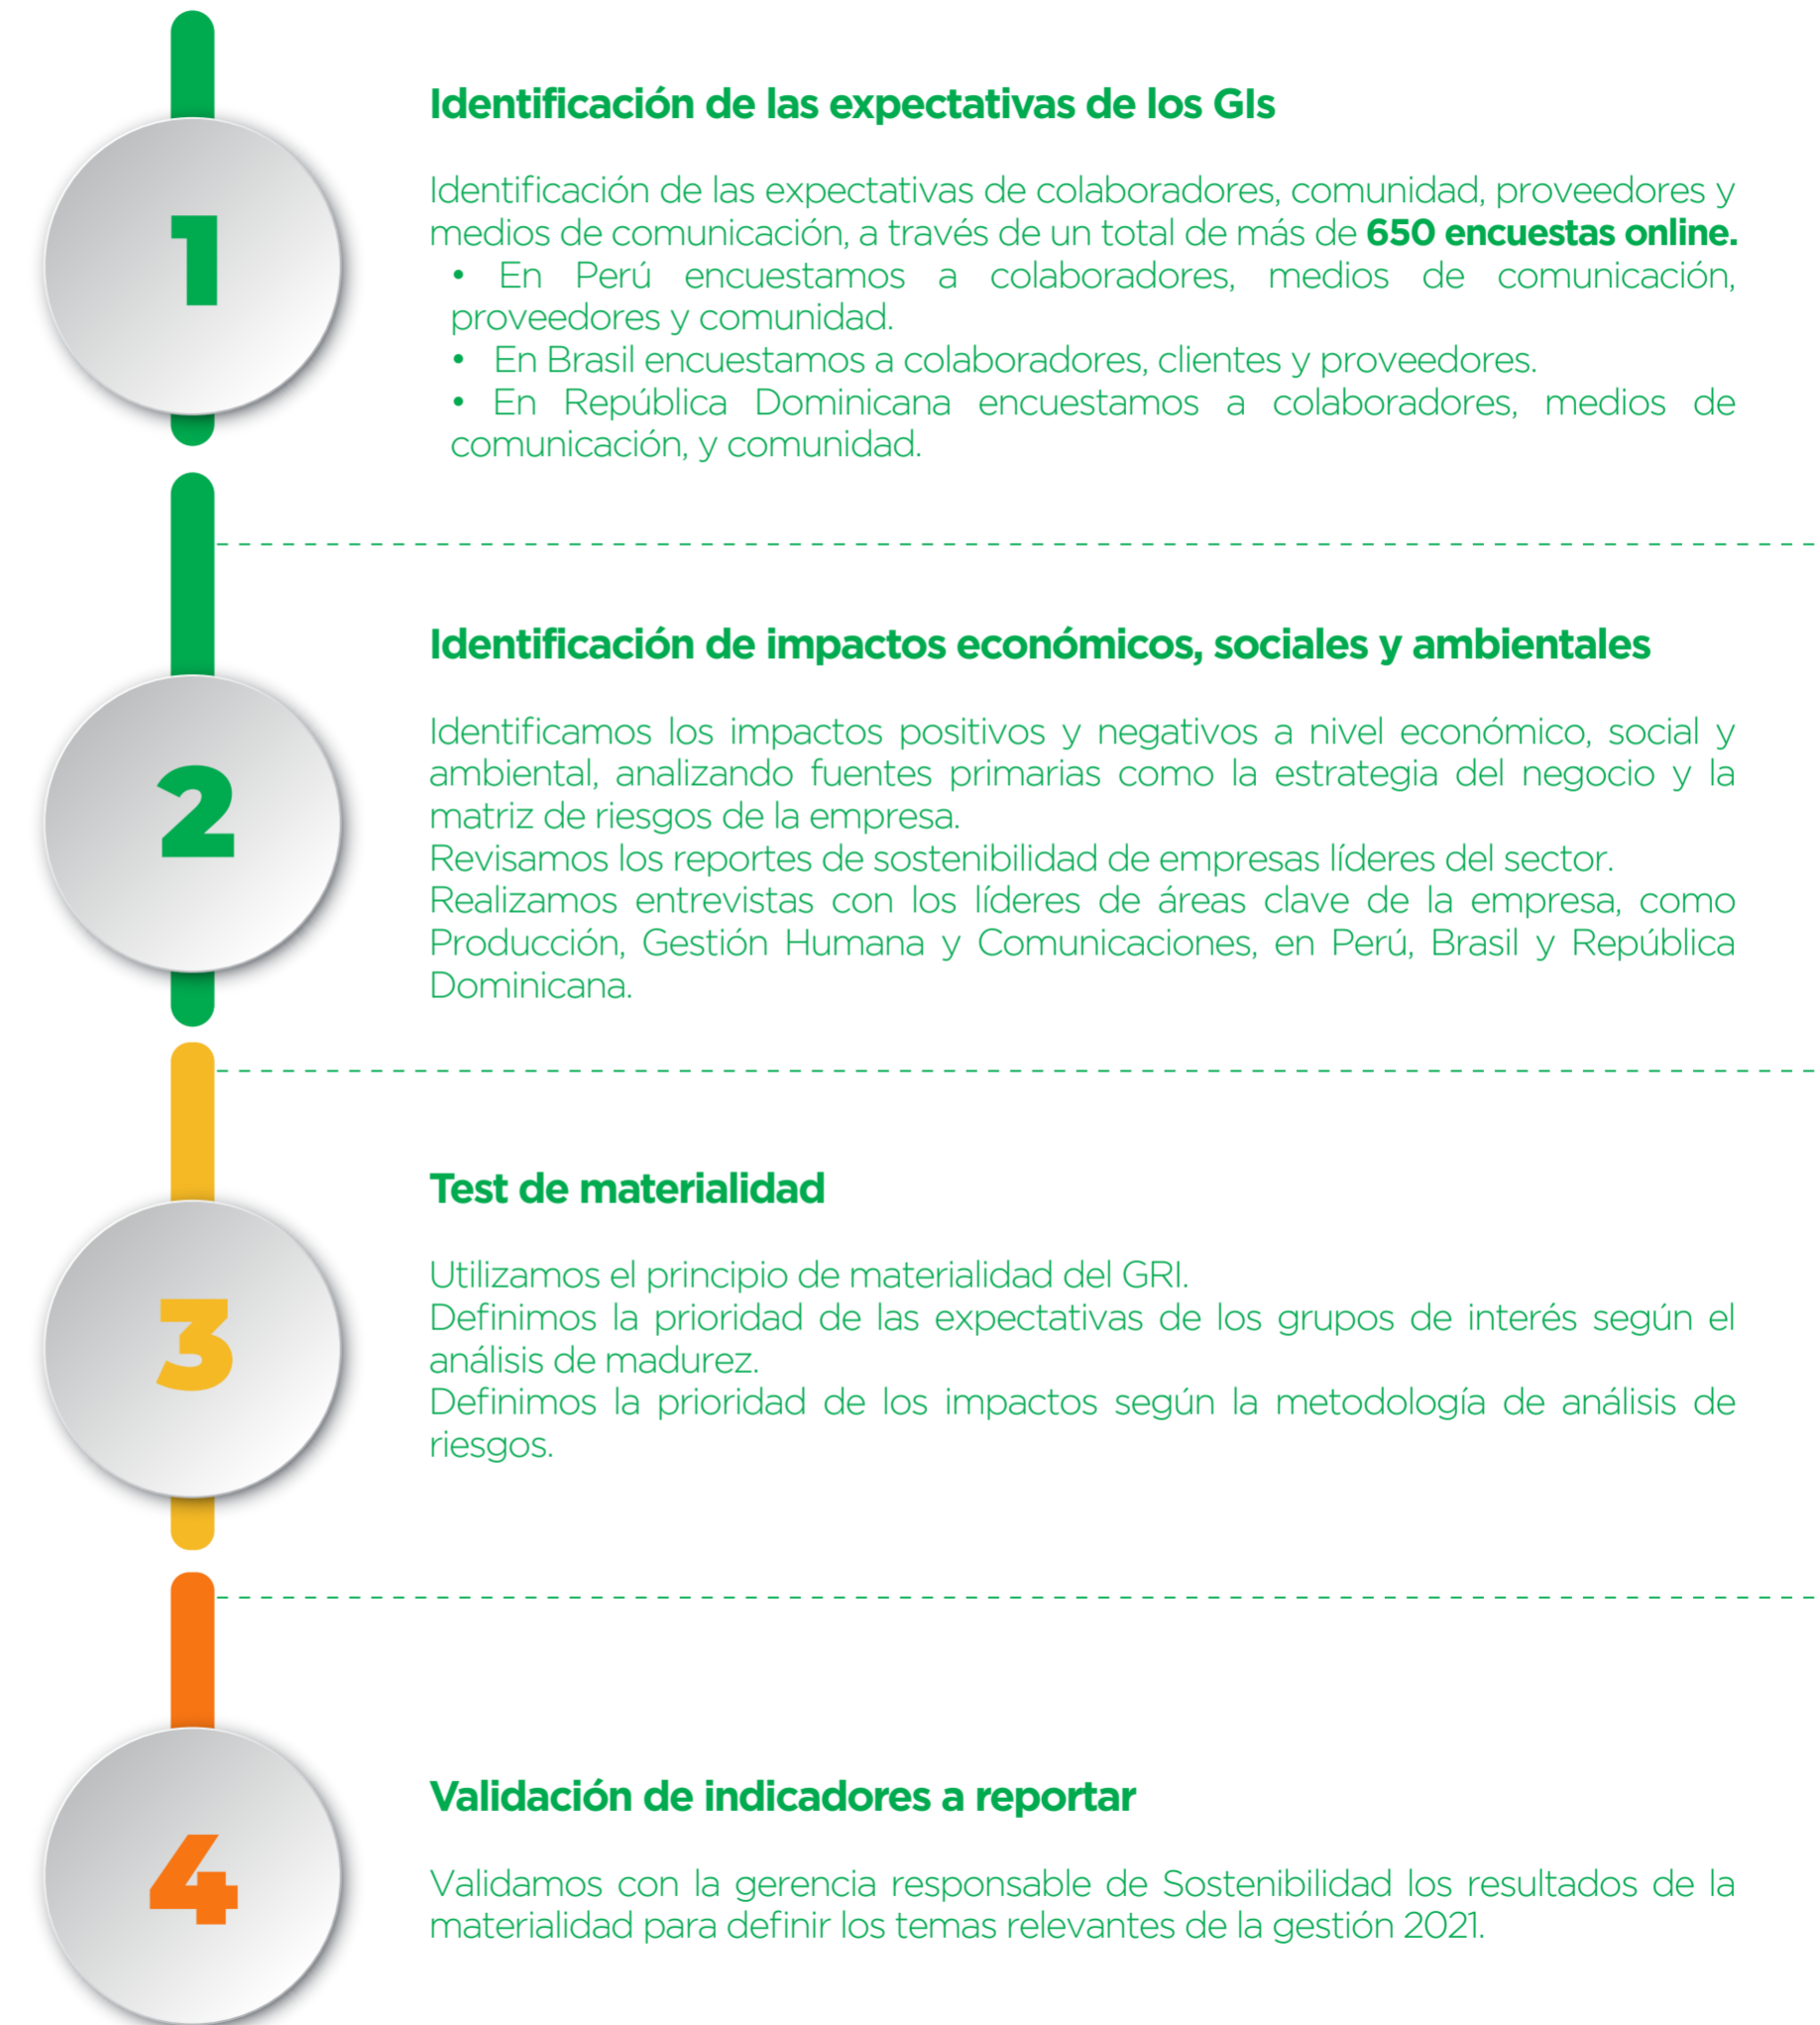 1
Identificación de las expectativas de los GIs
Identificación de las expectativas de colaboradores, comunidad, proveedores y
medios de comunicación, a través de un total de más de 650 encuestas online.
• En Perú encuestamos a colaboradores, medios de comunicación,
proveedores y comunidad.
• En Brasil encuestamos a colaboradores, clientes y proveedores.
• En República Dominicana encuestamos a colaboradores, medios de
comunicación, y comunidad.
2
Identificación de impactos económicos, sociales y ambientales
Identificamos los impactos positivos y negativos a nivel económico, social y
ambiental, analizando fuentes primarias como la estrategia del negocio y la
matriz de riesgos de la empresa.
Revisamos los reportes de sostenibilidad de empresas líderes del sector.
Realizamos entrevistas con los líderes de áreas clave de la empresa, como
Producción, Gestión Humana y Comunicaciones, en Perú, Brasil y República
Dominicana.
3
Test de materialidad
Utilizamos el principio de materialidad del GRI.
Definimos la prioridad de las expectativas de los grupos de interés según el
análisis de madurez.
Definimos la prioridad de los impactos según la metodología de análisis de
riesgos.
4
Validación de indicadores a reportar
Validamos con la gerencia responsable de Sostenibilidad los resultados de la
materialidad para definir los temas relevantes de la gestión 2021.